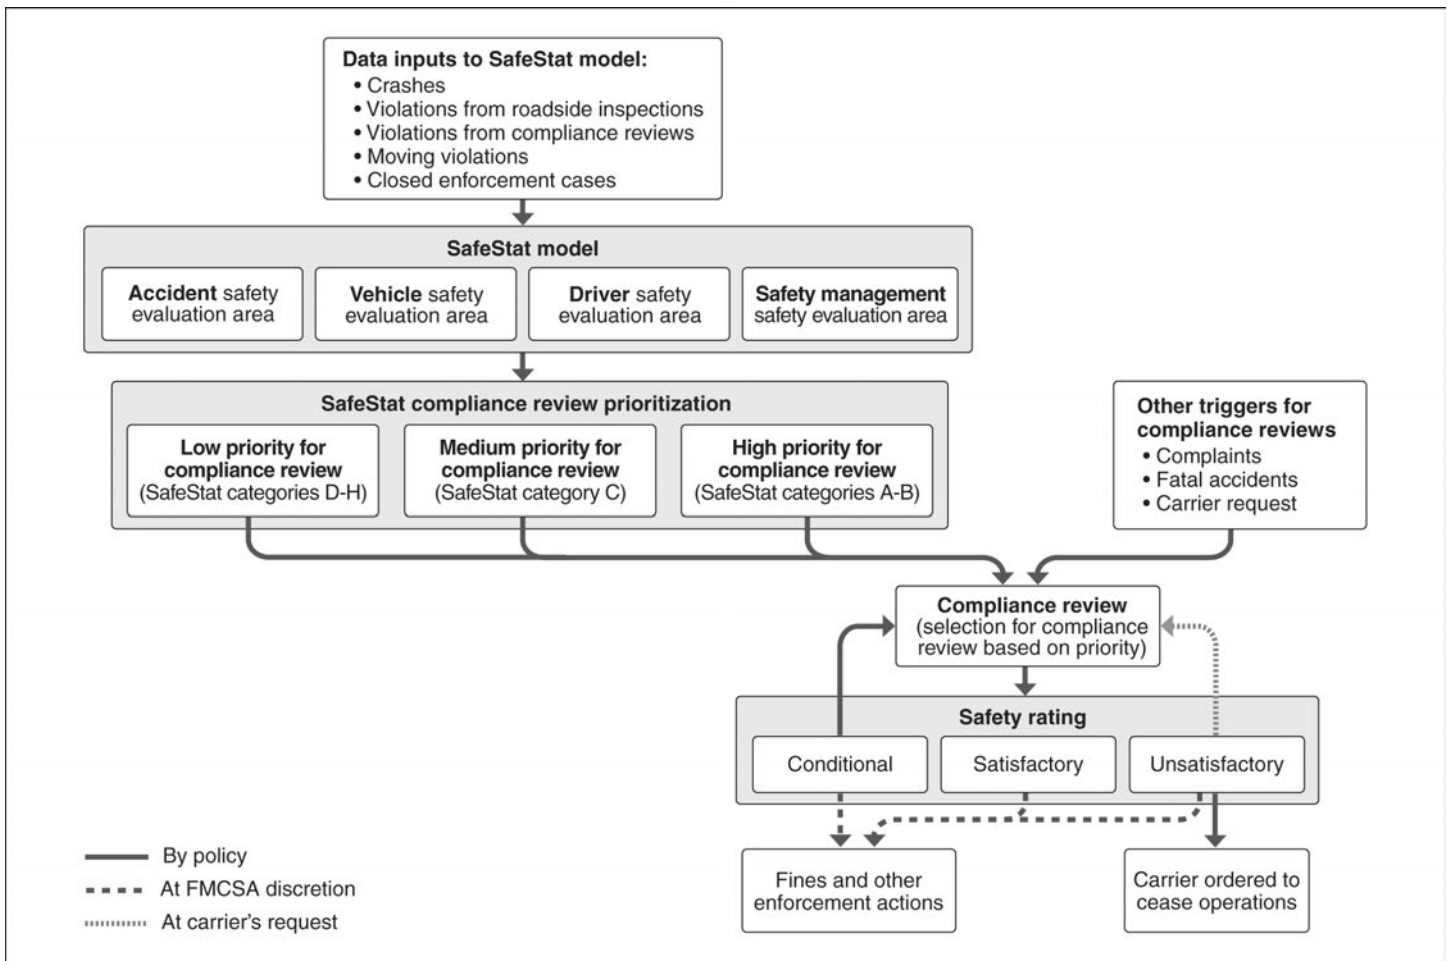 Data inputs to SafeStat model:
• Crashes
• Violations from roadside inspections
• Violations from compliance reviews
• Moving violations
• Closed enforcement cases
SafeStat model
Accident safety
evaluation area
Vehicle safety
evaluation area
Driver safety
evaluation area
Safety management
safety evaluation area
SafeStat compliance review prioritization
Low priority for
compliance review
(SafeStat categories D-H)
Medium priority for
compliance review
(SafeStat category C)
High priority for
compliance review
(SafeStat categories A-B)
Other triggers for
compliance reviews
• Complaints
• Fatal accidents
• Carrier request
Compliance review
(selection for compliance
review based on priority)
Safety rating
Conditional
Satisfactory
Unsatisfactory
Fines and other
enforcement actions
Carrier ordered to
cease operations
By policy
At FMCSA discretion
At carrier's request